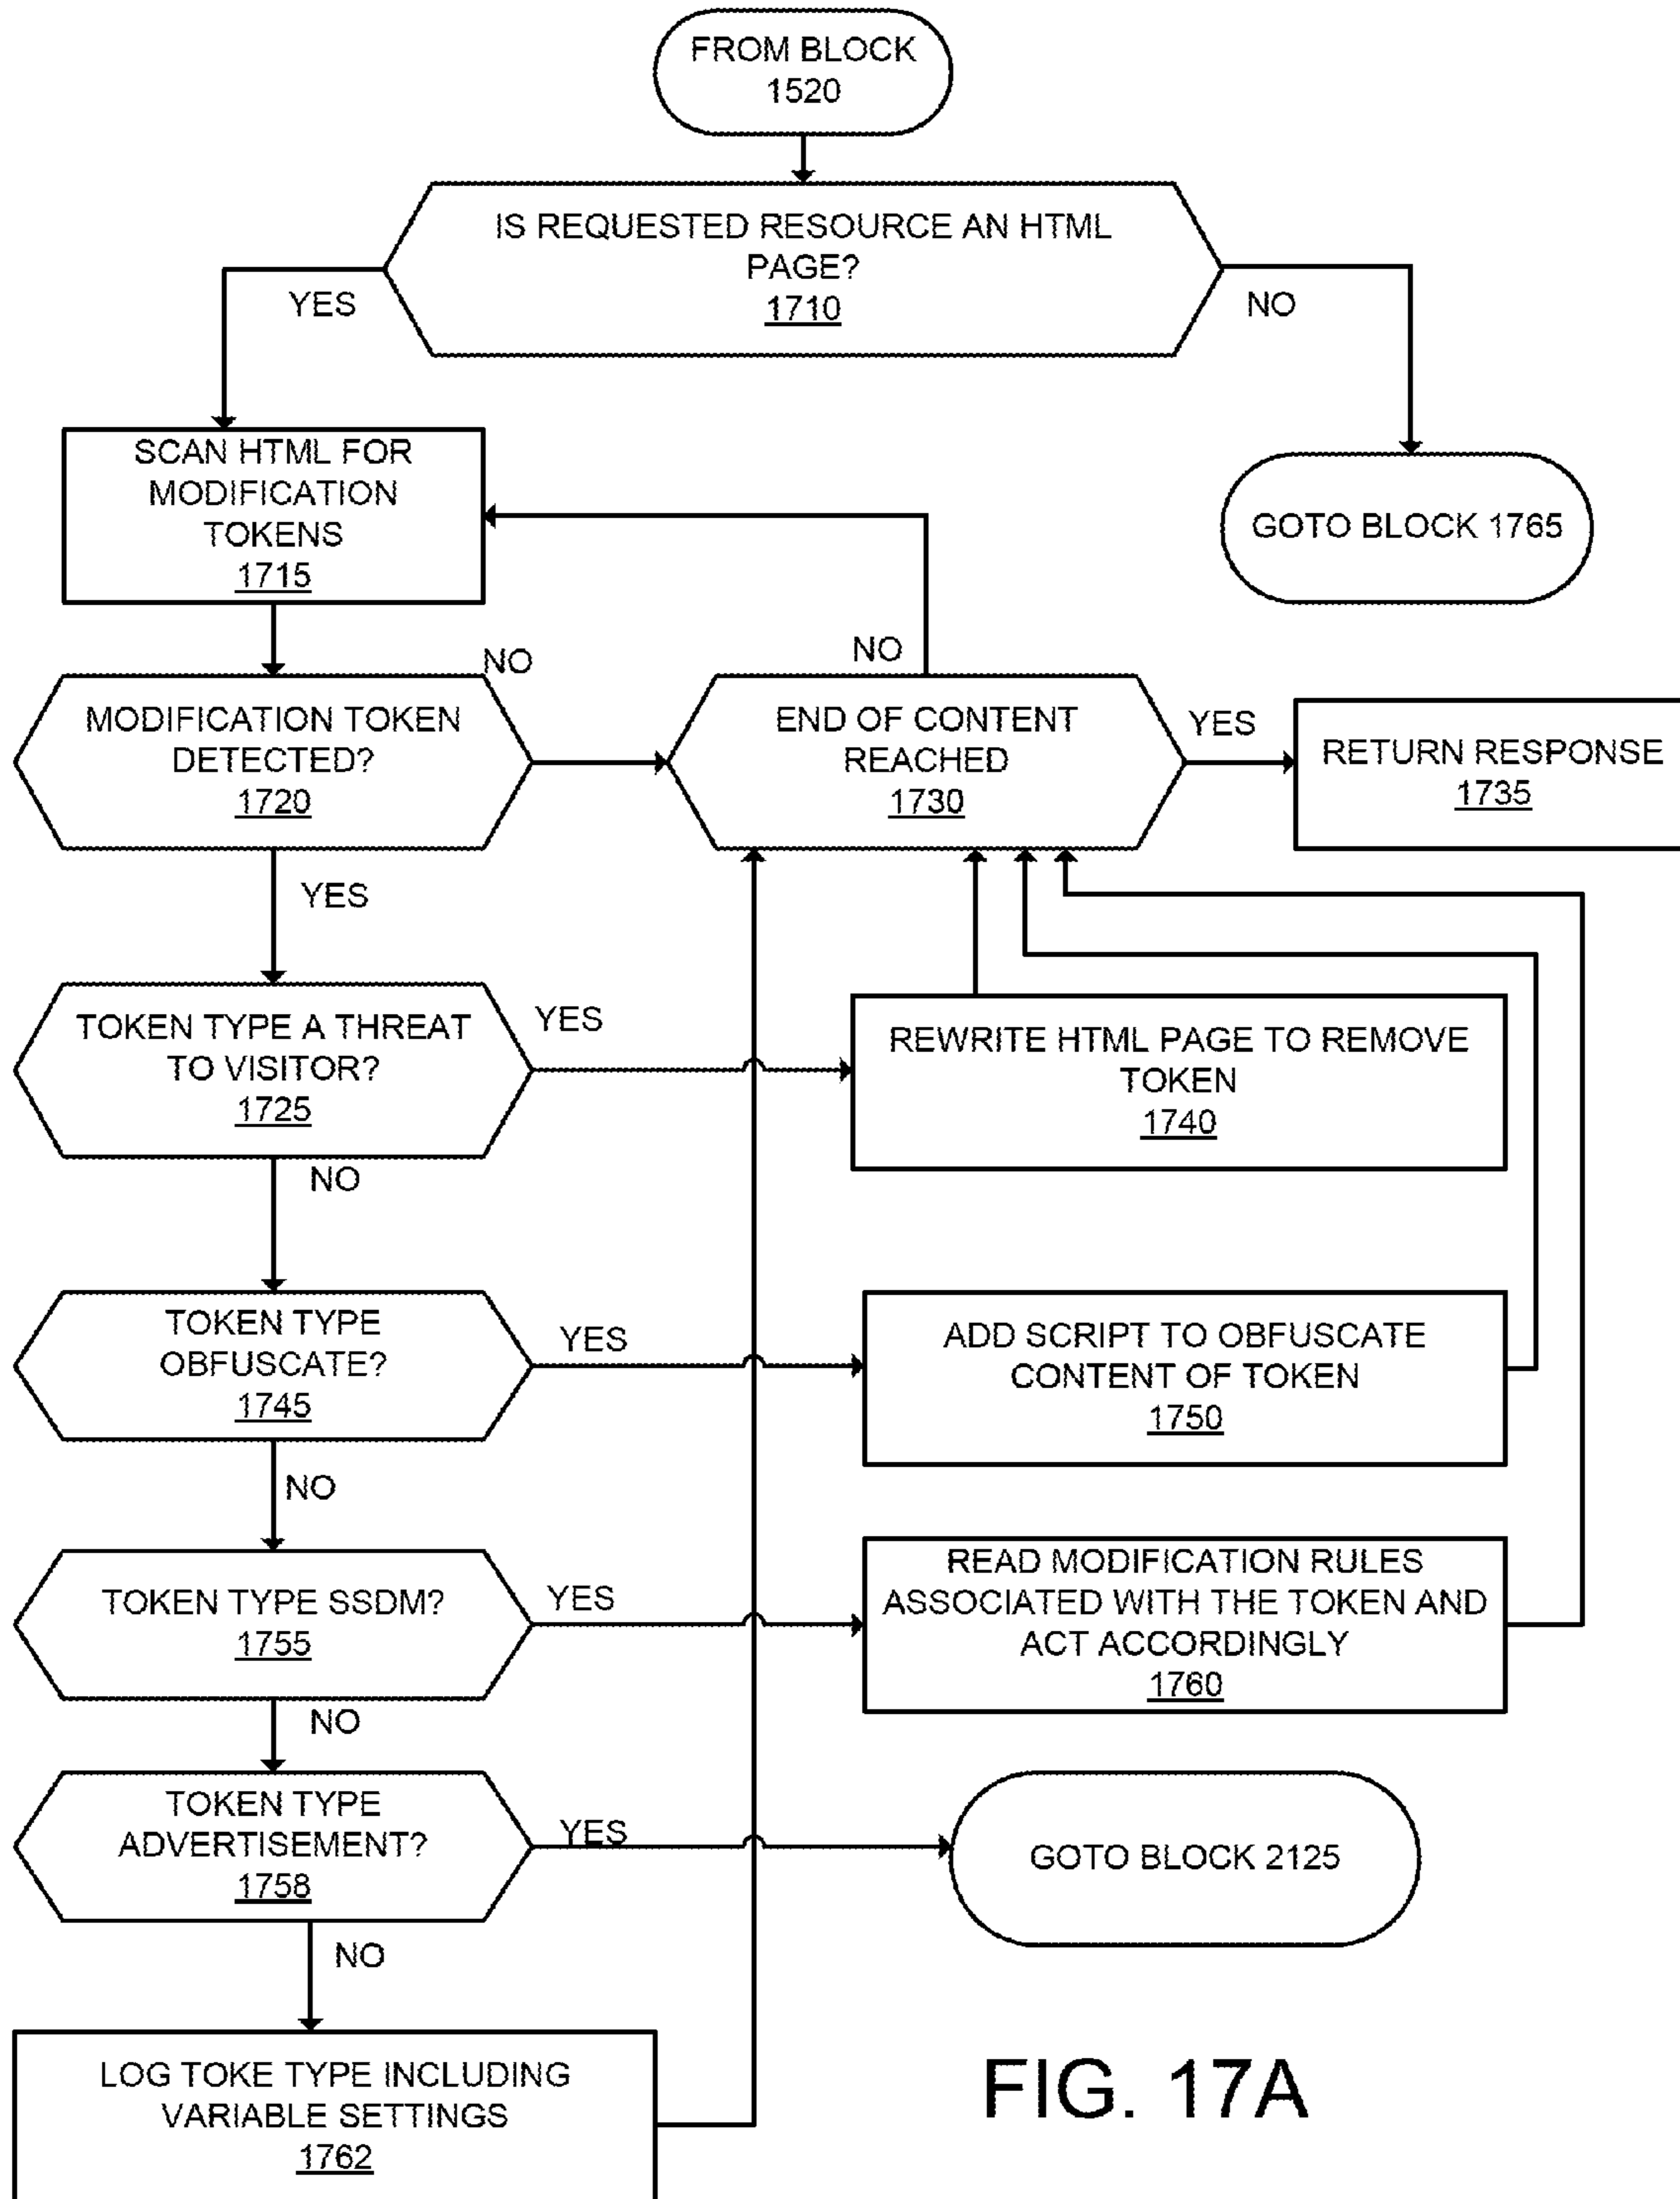 FROM BLOCK
1520
IS REQUESTED RESOURCE AN HTML
PAGE?
1710
YES
NO
SCAN HTML FOR
MODIFICATION
TOKENS
1715
GOTO BLOCK 1765
NO
NO
MODIFICATION TOKEN
DETECTED?
1720
END OF CONTENT
REACHED
1730
YES
RETURN RESPONSE
1735
YES
TOKEN TYPE A THREAT
TO VISITOR?
1725
YES
REWRITE HTML PAGE TO REMOVE
TOKEN
1740
NO
TOKEN TYPE
OBFUSCATE?
1745
YES
ADD SCRIPT TO OBFUSCATE
CONTENT OF TOKEN
1750
NO
TOKEN TYPE SSDM?
1755
YES
READ MODIFICATION RULES
ASSOCIATED WITH THE TOKEN AND
ACT ACCORDINGLY
1760
NO
TOKEN TYPE
ADVERTISEMENT?
1758
YES
GOTO BLOCK 2125
NO
LOG TOKE TYPE INCLUDING
VARIABLE SETTINGS
1762
FIG. 17A